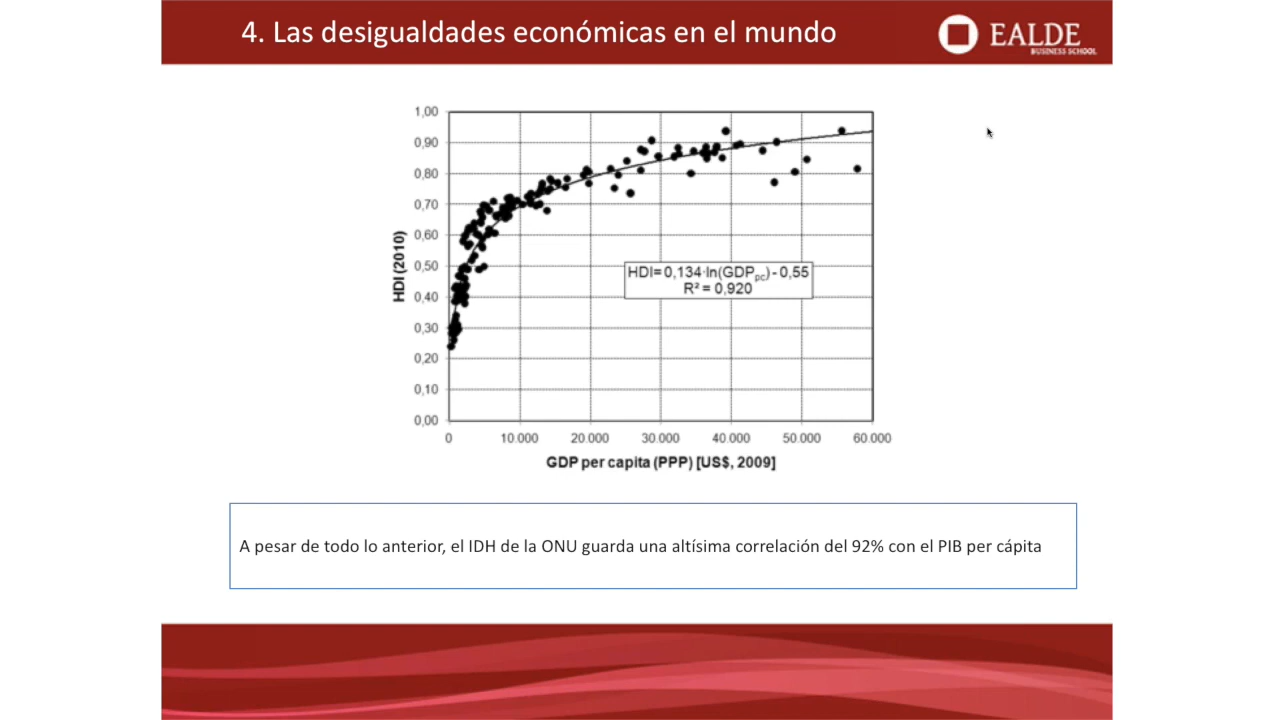 4. Las desigualdades económicas en el mundo
EALDE
BUSINESS SCHOOL
1,00
0,90
0,80
0,70
0,60
0,50
0,40
0,30
0,20
0,10
0,00
HDI (2010)
HDI=0,134·ln(GDPpc)-0,55
R² = 0,920
0 10.000 20.000 30.000 40.000 50.000 60.000
GDP per capita (PPP) [US$, 2009]
A pesar de todo lo anterior, el IDH de la ONU guarda una altísima correlación del 92% con el PIB per cápita